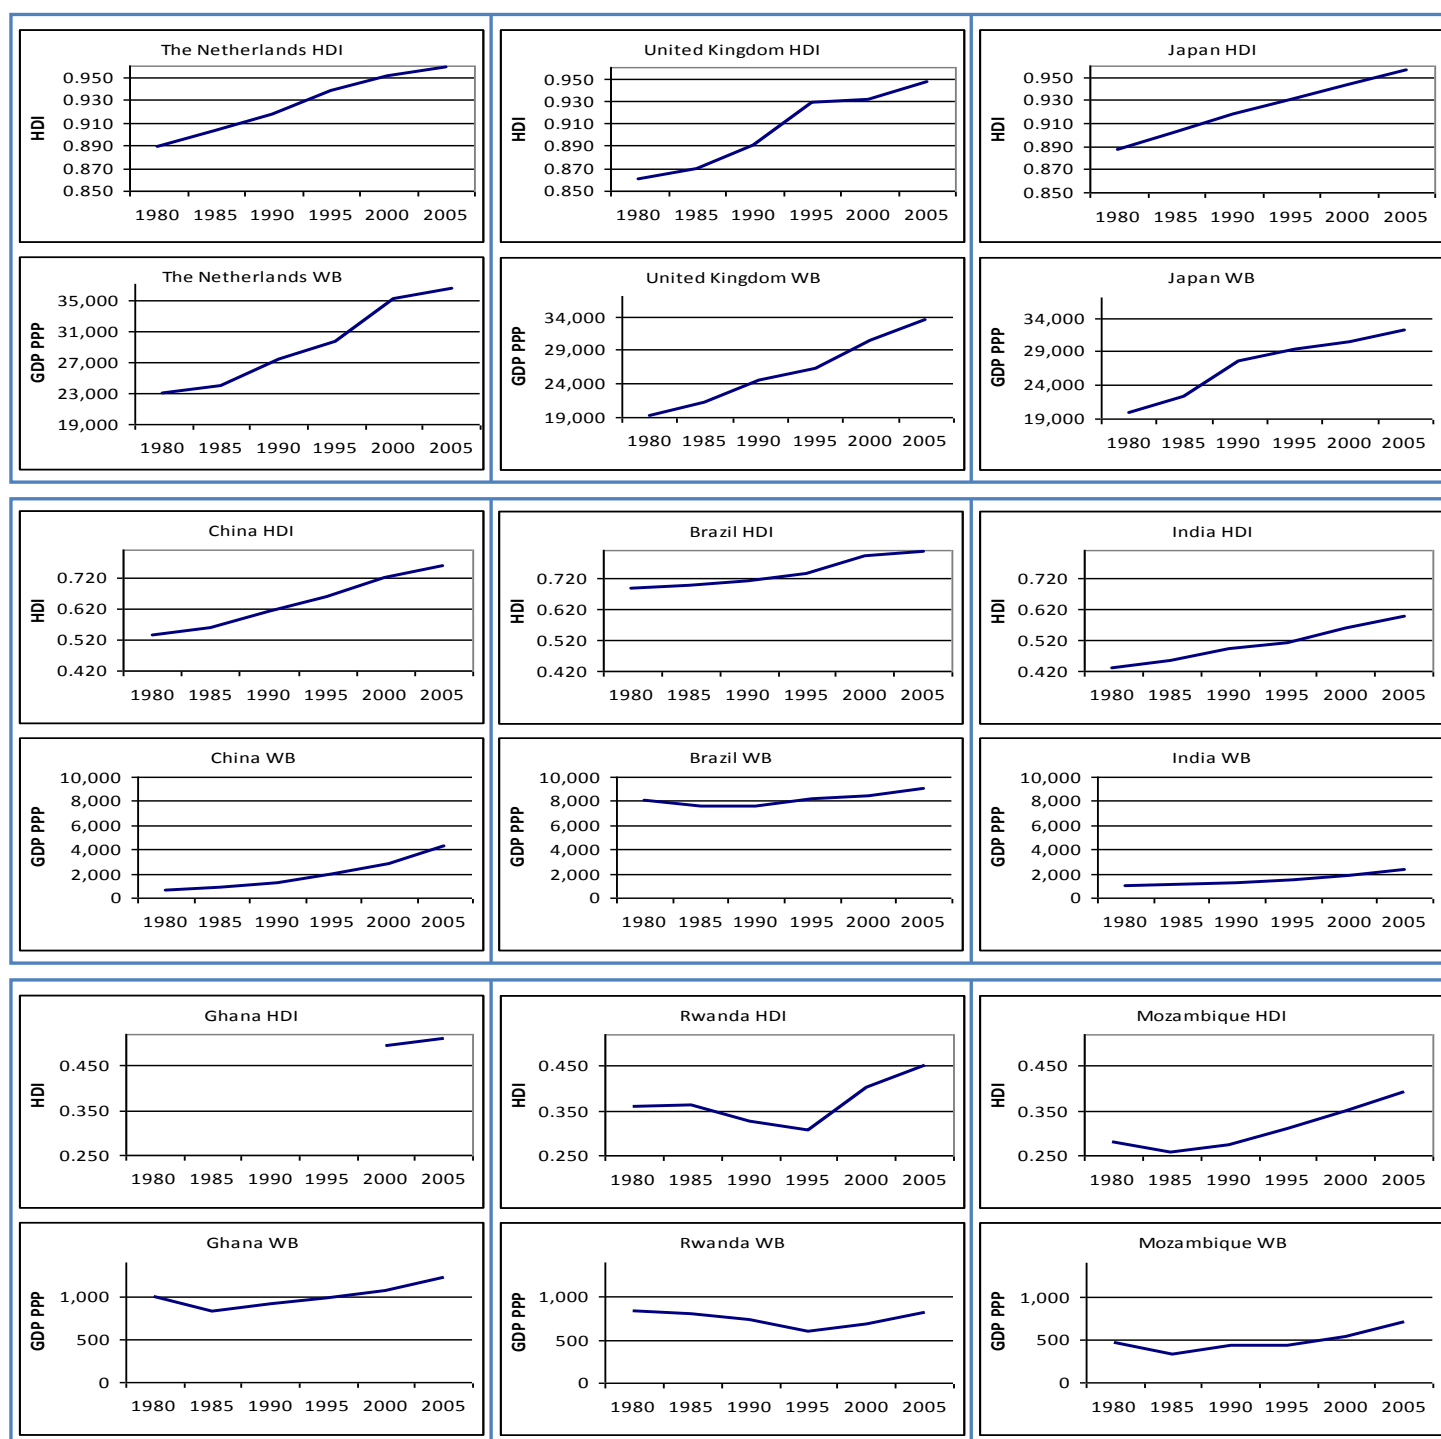 The Netherlands HDI
HDI
0.950
0.930
0.910
0.890
0.870
0.850
1980 1985 1990 1995 2000 2005
United Kingdom HDI
HDI
0.950
0.930
0.910
0.890
0.870
0.850
1980 1985 1990 1995 2000 2005
Japan HDI
HDI
0.950
0.930
0.910
0.890
0.870
0.850
1980 1985 1990 1995 2000 2005
The Netherlands WB
GDP PPP
35,000
31,000
27,000
23,000
19,000
1980 1985 1990 1995 2000 2005
United Kingdom WB
GDP PPP
34,000
29,000
24,000
19,000
1980 1985 1990 1995 2000 2005
Japan WB
GDP PPP
34,000
29,000
24,000
19,000
1980 1985 1990 1995 2000 2005
China HDI
HDI
0.720
0.620
0.520
0.420
1980 1985 1990 1995 2000 2005
Brazil HDI
HDI
0.720
0.620
0.520
0.420
1980 1985 1990 1995 2000 2005
India HDI
HDI
0.720
0.620
0.520
0.420
1980 1985 1990 1995 2000 2005
China WB
GDP PPP
10,000
8,000
6,000
4,000
2,000
0
1980 1985 1990 1995 2000 2005
Brazil WB
GDP PPP
10,000
8,000
6,000
4,000
2,000
0
1980 1985 1990 1995 2000 2005
India WB
GDP PPP
10,000
8,000
6,000
4,000
2,000
0
1980 1985 1990 1995 2000 2005
Ghana HDI
HDI
0.450
0.350
0.250
1980 1985 1990 1995 2000 2005
Rwanda HDI
HDI
0.450
0.350
0.250
1980 1985 1990 1995 2000 2005
Mozambique HDI
HDI
0.450
0.350
0.250
1980 1985 1990 1995 2000 2005
Ghana WB
GDP PPP
1,000
500
0
1980 1985 1990 1995 2000 2005
Rwanda WB
GDP PPP
1,000
500
0
1980 1985 1990 1995 2000 2005
Mozambique WB
GDP PPP
1,000
500
0
1980 1985 1990 1995 2000 2005